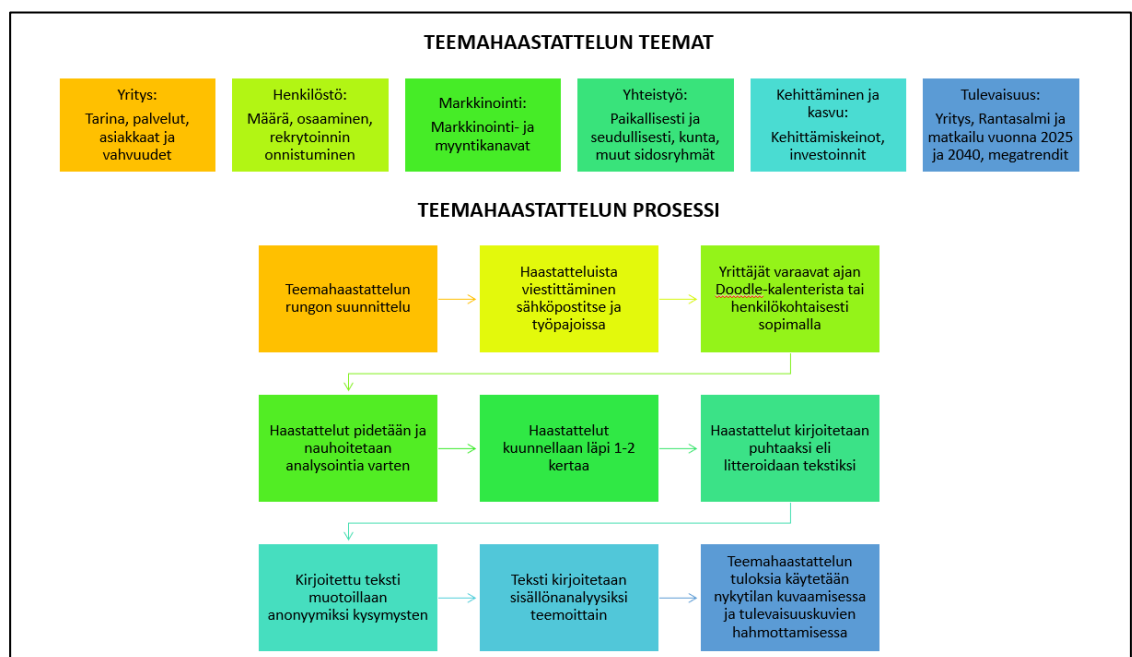 TEEMAHAASTATTELUN TEEMAT
Yritys:
Tarina, palvelut,
asiakkaat ja
vahvuudet
Henkilöstö:
Määrä, osaaminen,
rekrytoinnin
onnistuminen
Markkinointi:
Markkinointi- ja
myyntikanavat
Yhteistyö:
Paikallisesti ja
seudullisesti, kunta,
muut sidosryhmät
Kehittäminen ja
kasvu:
Kehittämiskeinot,
investoinnit
Tulevaisuus:
Yritys, Rantasalmi ja
matkailu vuonna 2025
ja 2040, megatrendit
TEEMAHAASTATTELUN PROSESSI
Teemahaastattelun
rungon suunnittelu
Haastatteluista
viestittäminen
sähköpostitse ja
työpajoissa
Yrittäjät varaavat ajan
Doodle-kalenterista tai
henkilökohtaisesti
sopimalla
Haastattelut pidetään ja
nauhoitetaan
analysointia varten
Haastattelut
kuunnellaan läpi 1-2
kertaa
Haastattelut kirjoitetaan
puhtaaksi eli
litteroidaan tekstiksi
Kirjoitettu teksti
muotoillaan
anonyymiksi kysymysten
Teksti kirjoitetaan
sisällönanalyysiksi
teemoittain
Teemahaastattelun
tuloksia käytetään
nykytilan kuvaamisessa
ja tulevaisuuskuvien
hahmottamisessa